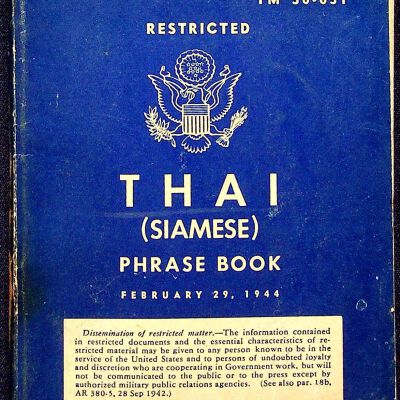 RESTRICTED
THAI
(SIAMESE)
PHRASE BOOK
FEBRUARY 29, 1944
Dissemination of restricted matter.—The information contained
in restricted documents and the essential characteristics of re-
stricted material may be given to any person known to be in the
service of the United States and to persons of undoubted loyalty
and discretion who are cooperating in Government work, but will
not be communicated to the public or to the press except by
authorized military public relations agencies. (See also par. 18b,
AR 380-5, 28 Sep 1942.)